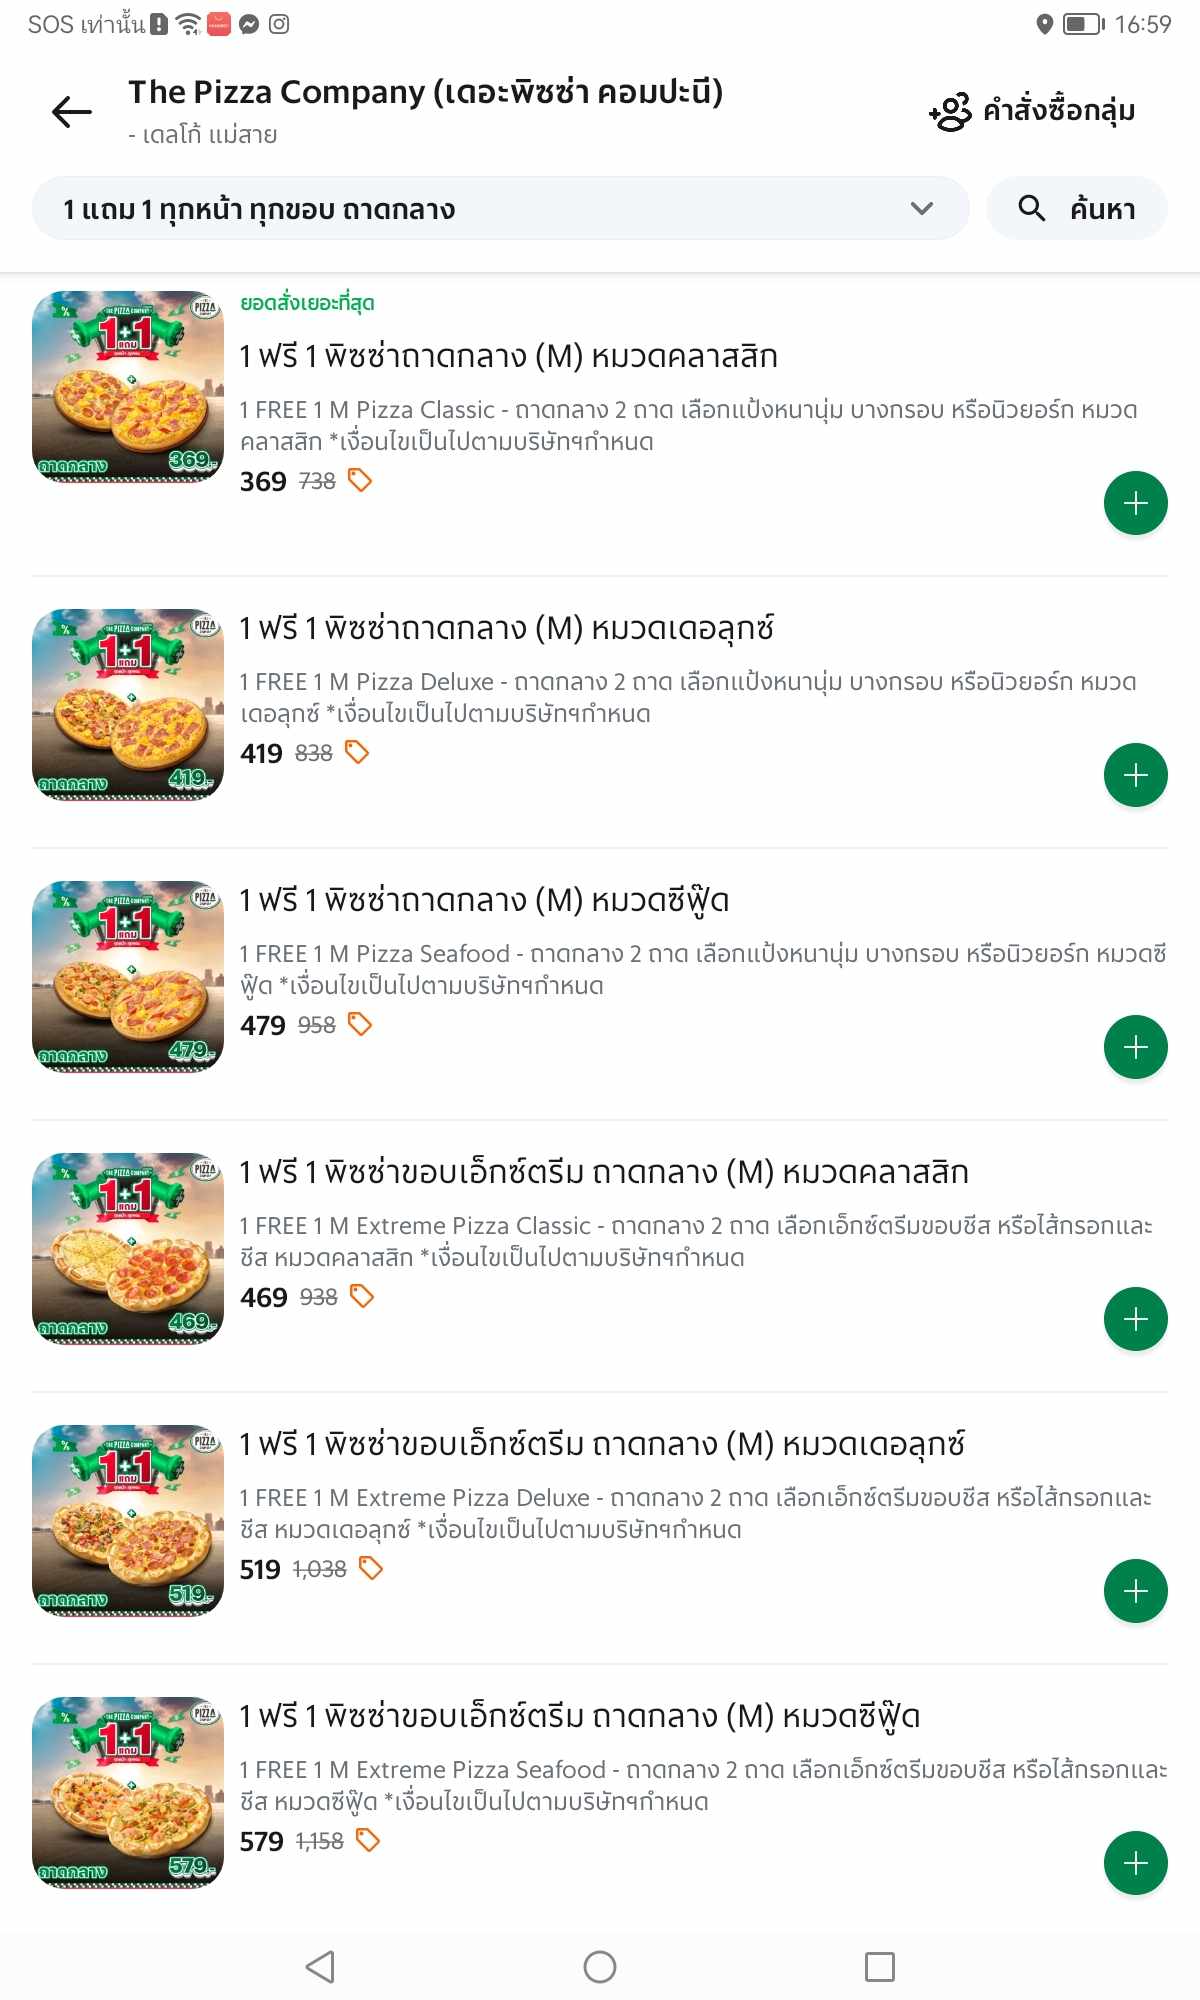 SOS เท่านั้น
16:59
The Pizza Company (เดอะพิซซ่า คอมปะนี)
- เดลโก้ แม่สาย
คำสั่งซื้อกลุ่ม
1 แถม 1 ทุกหน้า ทุกขอบ ถาดกลาง
ค้นหา
THE PIZZA COMPANY
PIZZA
%
1+1
แถม
ถาดกลาง
369.-
ยอดสั่งเยอะที่สุด
1 ฟรี 1 พิซซ่าถาดกลาง (M) หมวดคลาสสิก
1 FREE 1 M Pizza Classic - ถาดกลาง 2 ถาด เลือกแป้งหนานุ่ม บางกรอบ หรือนิวยอร์ก หมวด
คลาสสิก *เงื่อนไขเป็นไปตามบริษัทฯกำหนด
369 738
THE PIZZA COMPANY
PIZZA
%
1+1
แถม
ถาดกลาง
419.-
1 ฟรี 1 พิซซ่าถาดกลาง (M) หมวดเดอลุกซ์
1 FREE 1 M Pizza Deluxe - ถาดกลาง 2 ถาด เลือกแป้งหนานุ่ม บางกรอบ หรือนิวยอร์ก หมวด
เดอลุกซ์ *เงื่อนไขเป็นไปตามบริษัทฯกำหนด
419 838
THE PIZZA COMPANY
PIZZA
%
1+1
แถม
ถาดกลาง
479.-
1 ฟรี 1 พิซซ่าถาดกลาง (M) หมวดซีฟู๊ด
1 FREE 1 M Pizza Seafood - ถาดกลาง 2 ถาด เลือกแป้งหนานุ่ม บางกรอบ หรือนิวยอร์ก หมวดซี
ฟู๊ด *เงื่อนไขเป็นไปตามบริษัทฯกำหนด
479 958
THE PIZZA COMPANY
PIZZA
%
1+1
แถม
ถาดกลาง
469.-
1 ฟรี 1 พิซซ่าขอบเอ็กซ์ตรีม ถาดกลาง (M) หมวดคลาสสิก
1 FREE 1 M Extreme Pizza Classic - ถาดกลาง 2 ถาด เลือกเอ็กซ์ตรีมขอบชีส หรือไส้กรอกและ
ชีส หมวดคลาสสิก *เงื่อนไขเป็นไปตามบริษัทฯกำหนด
469 938
THE PIZZA COMPANY
PIZZA
%
1+1
แถม
ถาดกลาง
519.-
1 ฟรี 1 พิซซ่าขอบเอ็กซ์ตรีม ถาดกลาง (M) หมวดเดอลุกซ์
1 FREE 1 M Extreme Pizza Deluxe - ถาดกลาง 2 ถาด เลือกเอ็กซ์ตรีมขอบชีส หรือไส้กรอกและ
ชีส หมวดเดอลุกซ์ *เงื่อนไขเป็นไปตามบริษัทฯกำหนด
519 1,038
THE PIZZA COMPANY
PIZZA
%
1+1
แถม
ถาดกลาง
579.-
1 ฟรี 1 พิซซ่าขอบเอ็กซ์ตรีม ถาดกลาง (M) หมวดซีฟู๊ด
1 FREE 1 M Extreme Pizza Seafood - ถาดกลาง 2 ถาด เลือกเอ็กซ์ตรีมขอบชีส หรือไส้กรอกและ
ชีส หมวดซีฟู๊ด *เงื่อนไขเป็นไปตามบริษัทฯกำหนด
579 1,158